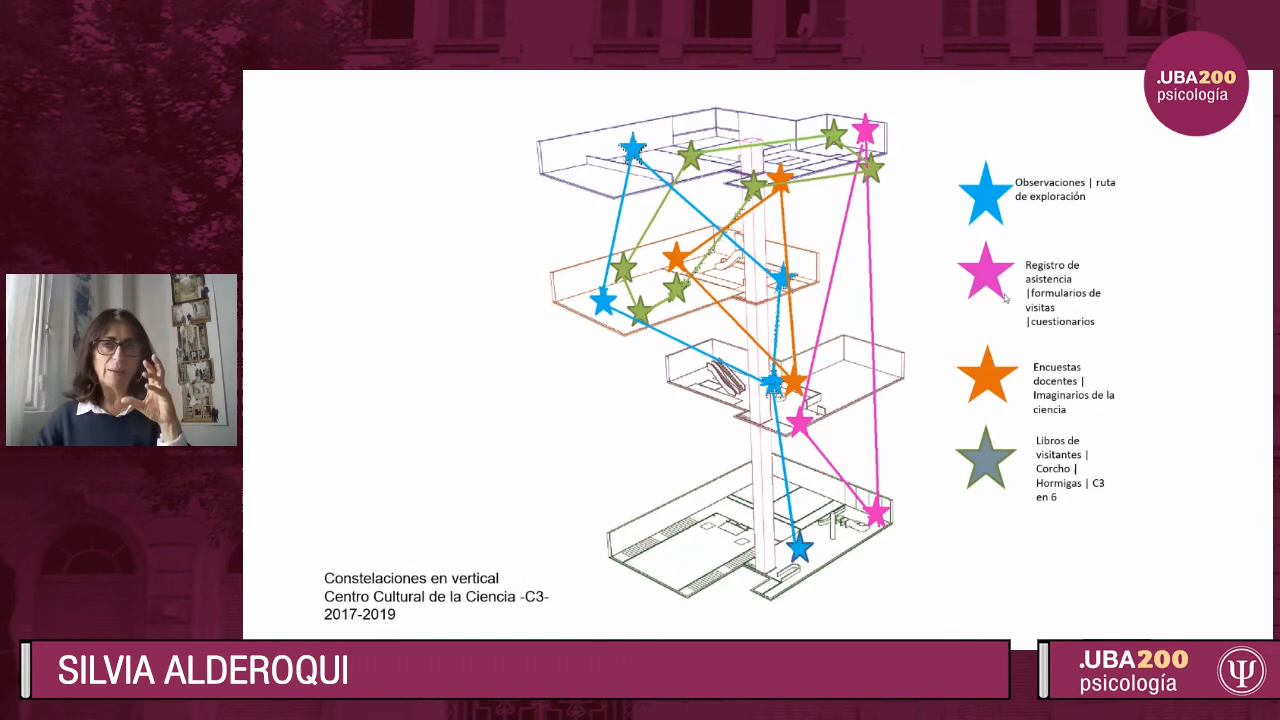 .UBA200
psicología
Observaciones | ruta
de exploración
Registro de
asistencia
|formularios de
visitas
|cuestionarios
Encuestas
docentes |
Imaginarios de la
ciencia
Libros de
visitantes |
Corcho |
Hormigas | C3
en 6
Constelaciones en vertical
Centro Cultural de la Ciencia -C3-
2017-2019
SILVIA ALDEROQUI
.UBA200
psicología